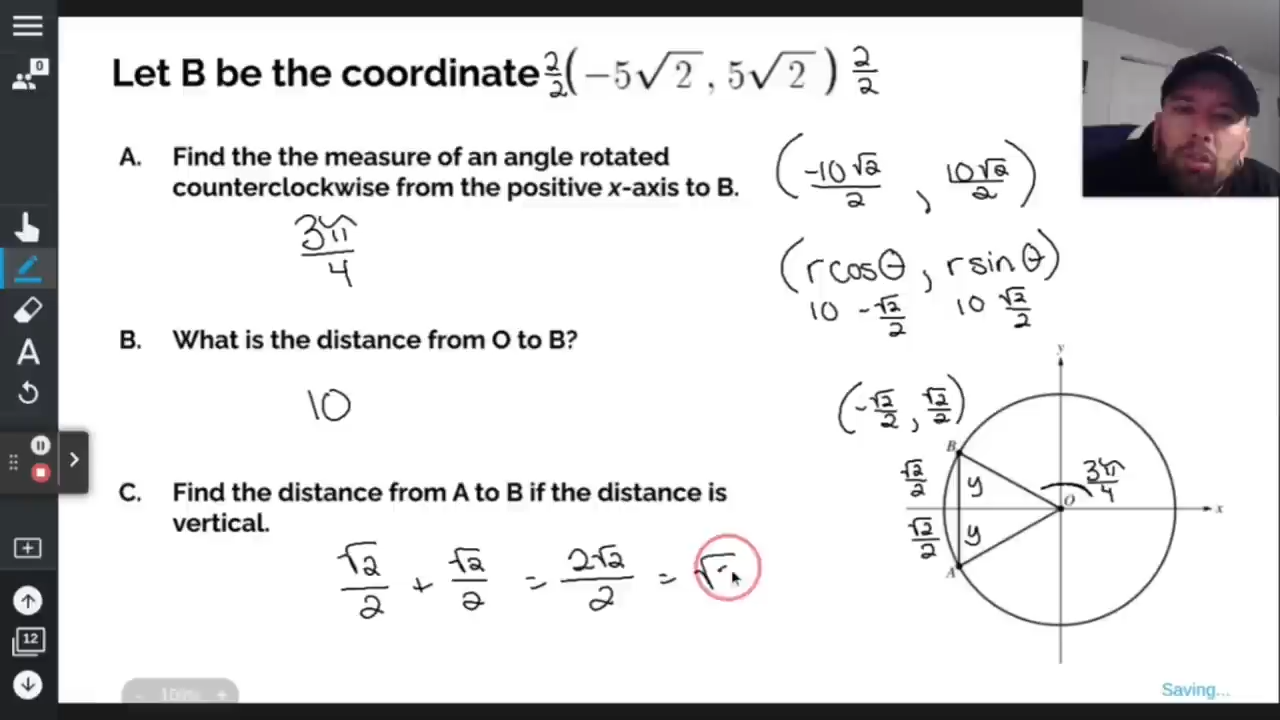 0
Let B be the coordinate 2/2 (−5√2, 5√2) 2/2
A. Find the the measure of an angle rotated
counterclockwise from the positive x-axis to B.
3π/4
(-10√2/2, 10√2/2)
(rcosθ, rsinθ)
10 -√2/2 10 √2/2
B. What is the distance from O to B?
10
(-√2/2, √2/2)
y
B
√2/2 y
3π/4
O x
√2/2 y
A
C. Find the distance from A to B if the distance is
vertical.
√2/2 + √2/2 = 2√2/2 = √
12
- 100% +
Saving...
A